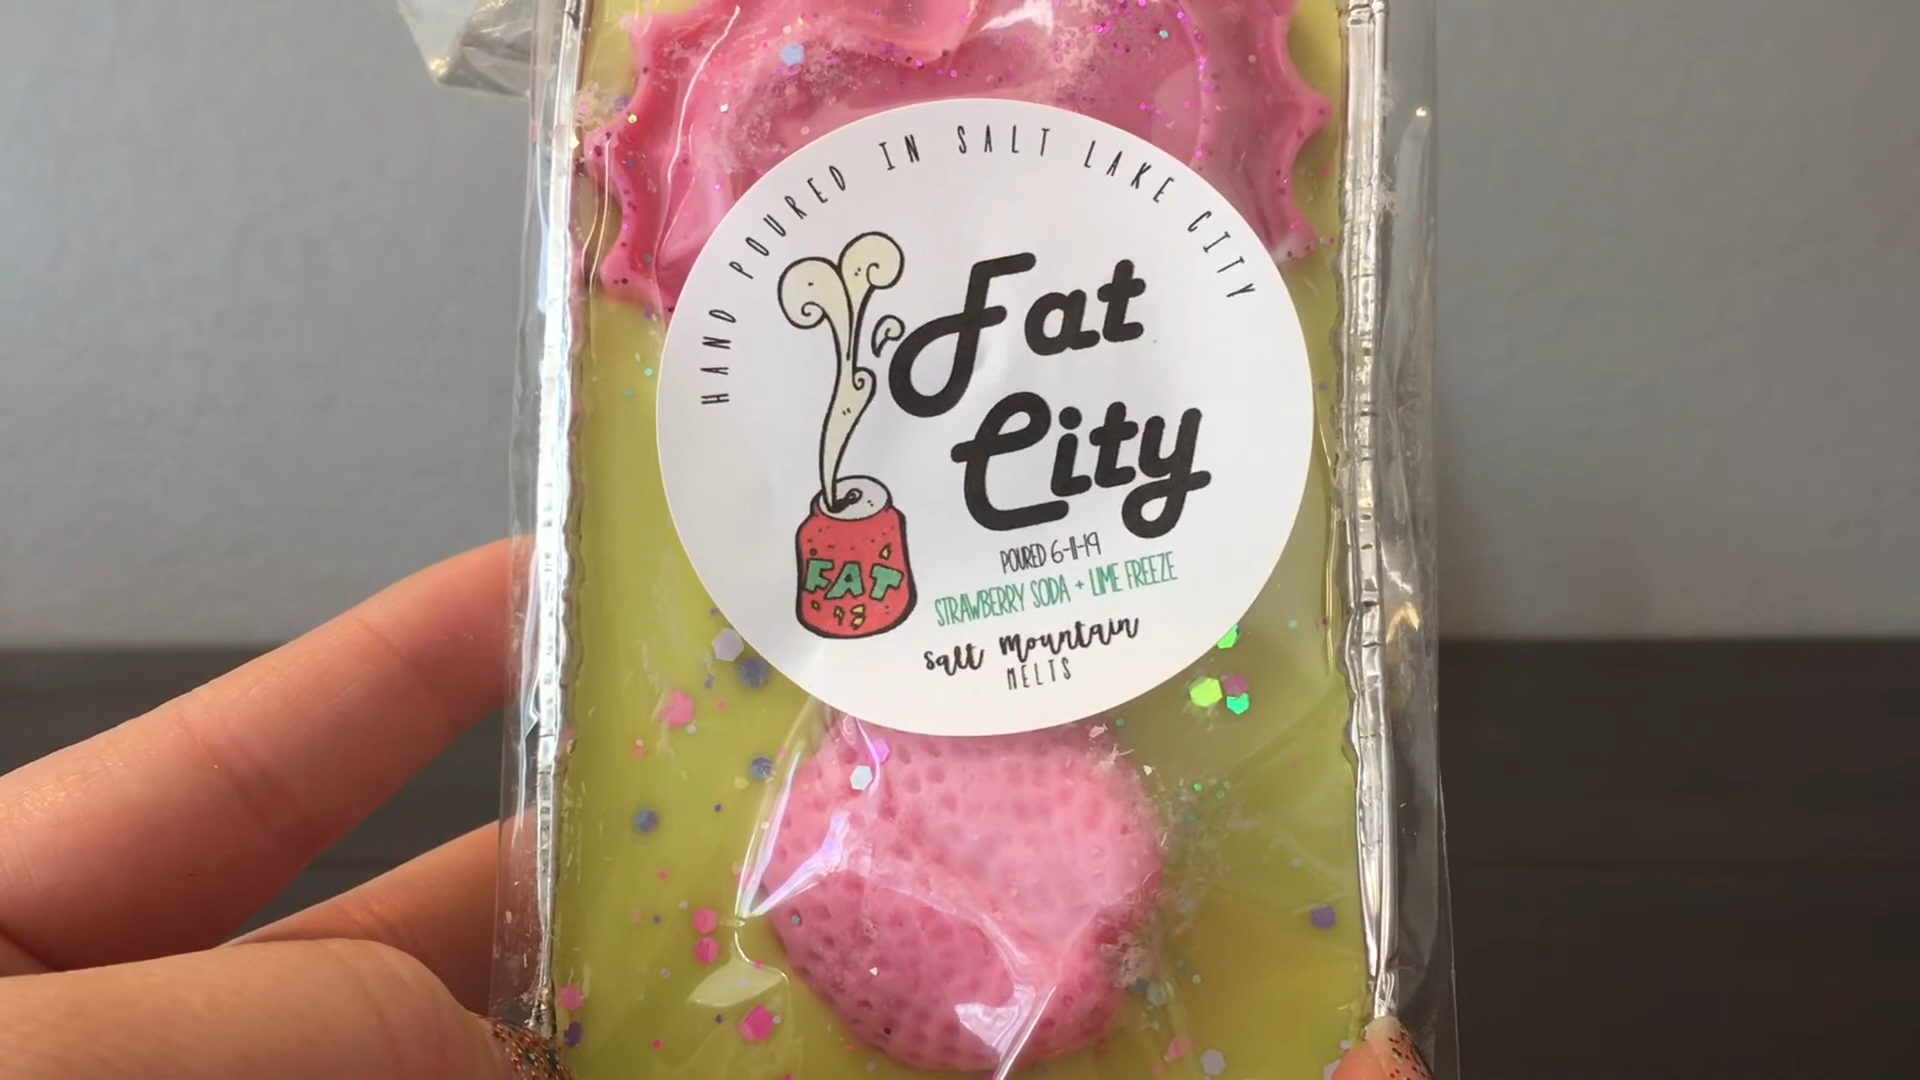 HAND POURED IN SALT LAKE CITY
Fat
City
FAT
POURED 6-11-19
STRAWBERRY SODA + LIME FREEZE
salt mountain
MELTS